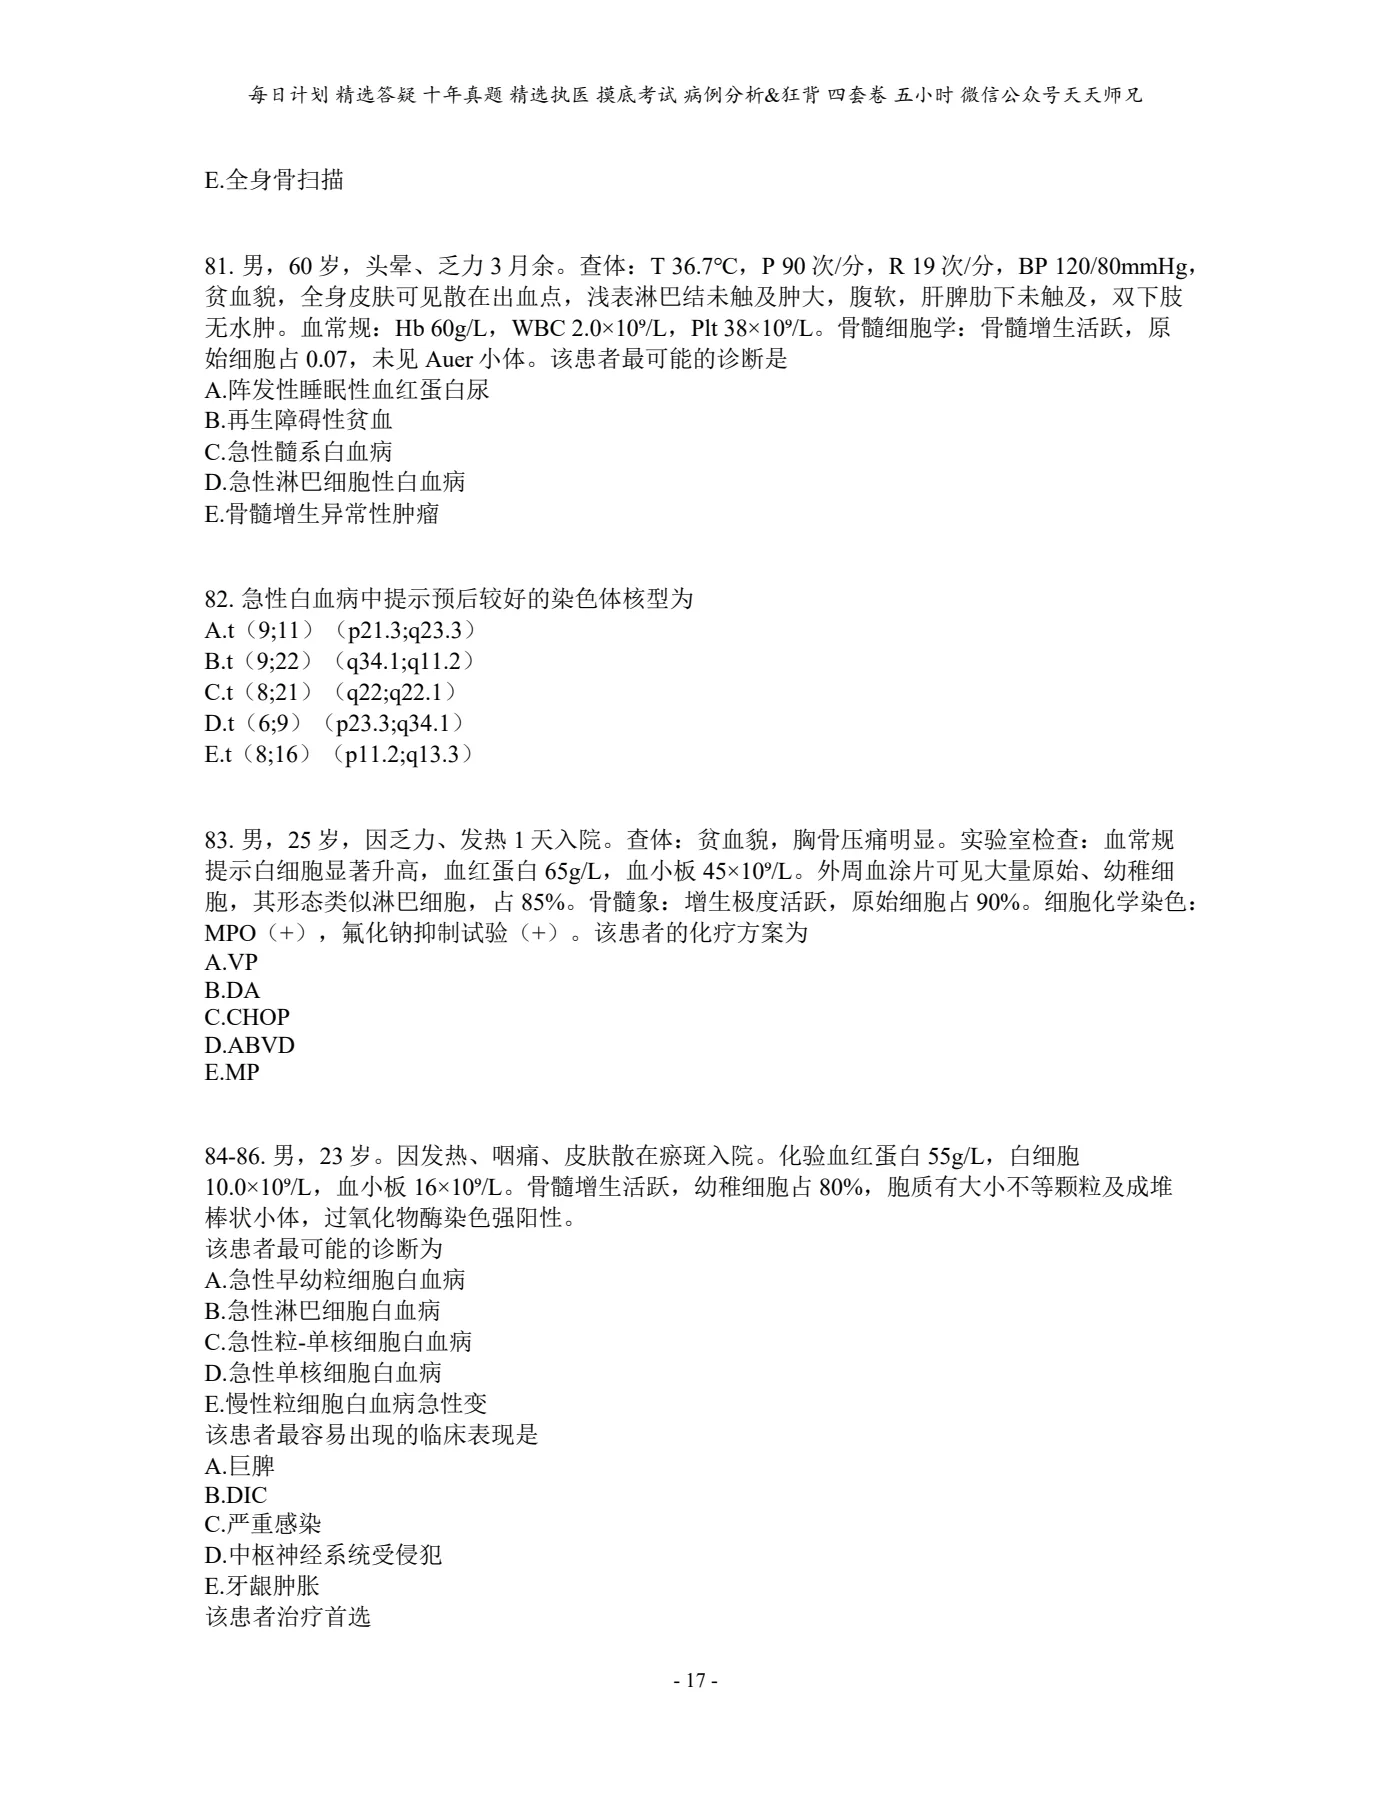 每日计划 精选答疑 十年真题 精选执医 摸底考试 病例分析&狂背 四套卷 五小时 微信公众号天天师兄
E.全身骨扫描
81. 男，60 岁，头晕、乏力 3 月余。查体：T 36.7℃，P 90 次/分，R 19 次/分，BP 120/80mmHg，
贫血貌，全身皮肤可见散在出血点，浅表淋巴结未触及肿大，腹软，肝脾肋下未触及，双下肢
无水肿。血常规：Hb 60g/L，WBC 2.0×10⁹/L，Plt 38×10⁹/L。骨髓细胞学：骨髓增生活跃，原
始细胞占 0.07，未见 Auer 小体。该患者最可能的诊断是
A.阵发性睡眠性血红蛋白尿
B.再生障碍性贫血
C.急性髓系白血病
D.急性淋巴细胞性白血病
E.骨髓增生异常性肿瘤
82. 急性白血病中提示预后较好的染色体核型为
A.t（9;11）（p21.3;q23.3）
B.t（9;22）（q34.1;q11.2）
C.t（8;21）（q22;q22.1）
D.t（6;9）（p23.3;q34.1）
E.t（8;16）（p11.2;q13.3）
83. 男，25 岁，因乏力、发热 1 天入院。查体：贫血貌，胸骨压痛明显。实验室检查：血常规
提示白细胞显著升高，血红蛋白 65g/L，血小板 45×10⁹/L。外周血涂片可见大量原始、幼稚细
胞，其形态类似淋巴细胞，占 85%。骨髓象：增生极度活跃，原始细胞占 90%。细胞化学染色：
MPO（+），氟化钠抑制试验（+）。该患者的化疗方案为
A.VP
B.DA
C.CHOP
D.ABVD
E.MP
84-86. 男，23 岁。因发热、咽痛、皮肤散在瘀斑入院。化验血红蛋白 55g/L，白细胞
10.0×10⁹/L，血小板 16×10⁹/L。骨髓增生活跃，幼稚细胞占 80%，胞质有大小不等颗粒及成堆
棒状小体，过氧化物酶染色强阳性。
该患者最可能的诊断为
A.急性早幼粒细胞白血病
B.急性淋巴细胞白血病
C.急性粒-单核细胞白血病
D.急性单核细胞白血病
E.慢性粒细胞白血病急性变
该患者最容易出现的临床表现是
A.巨脾
B.DIC
C.严重感染
D.中枢神经系统受侵犯
E.牙龈肿胀
该患者治疗首选
- 17 -